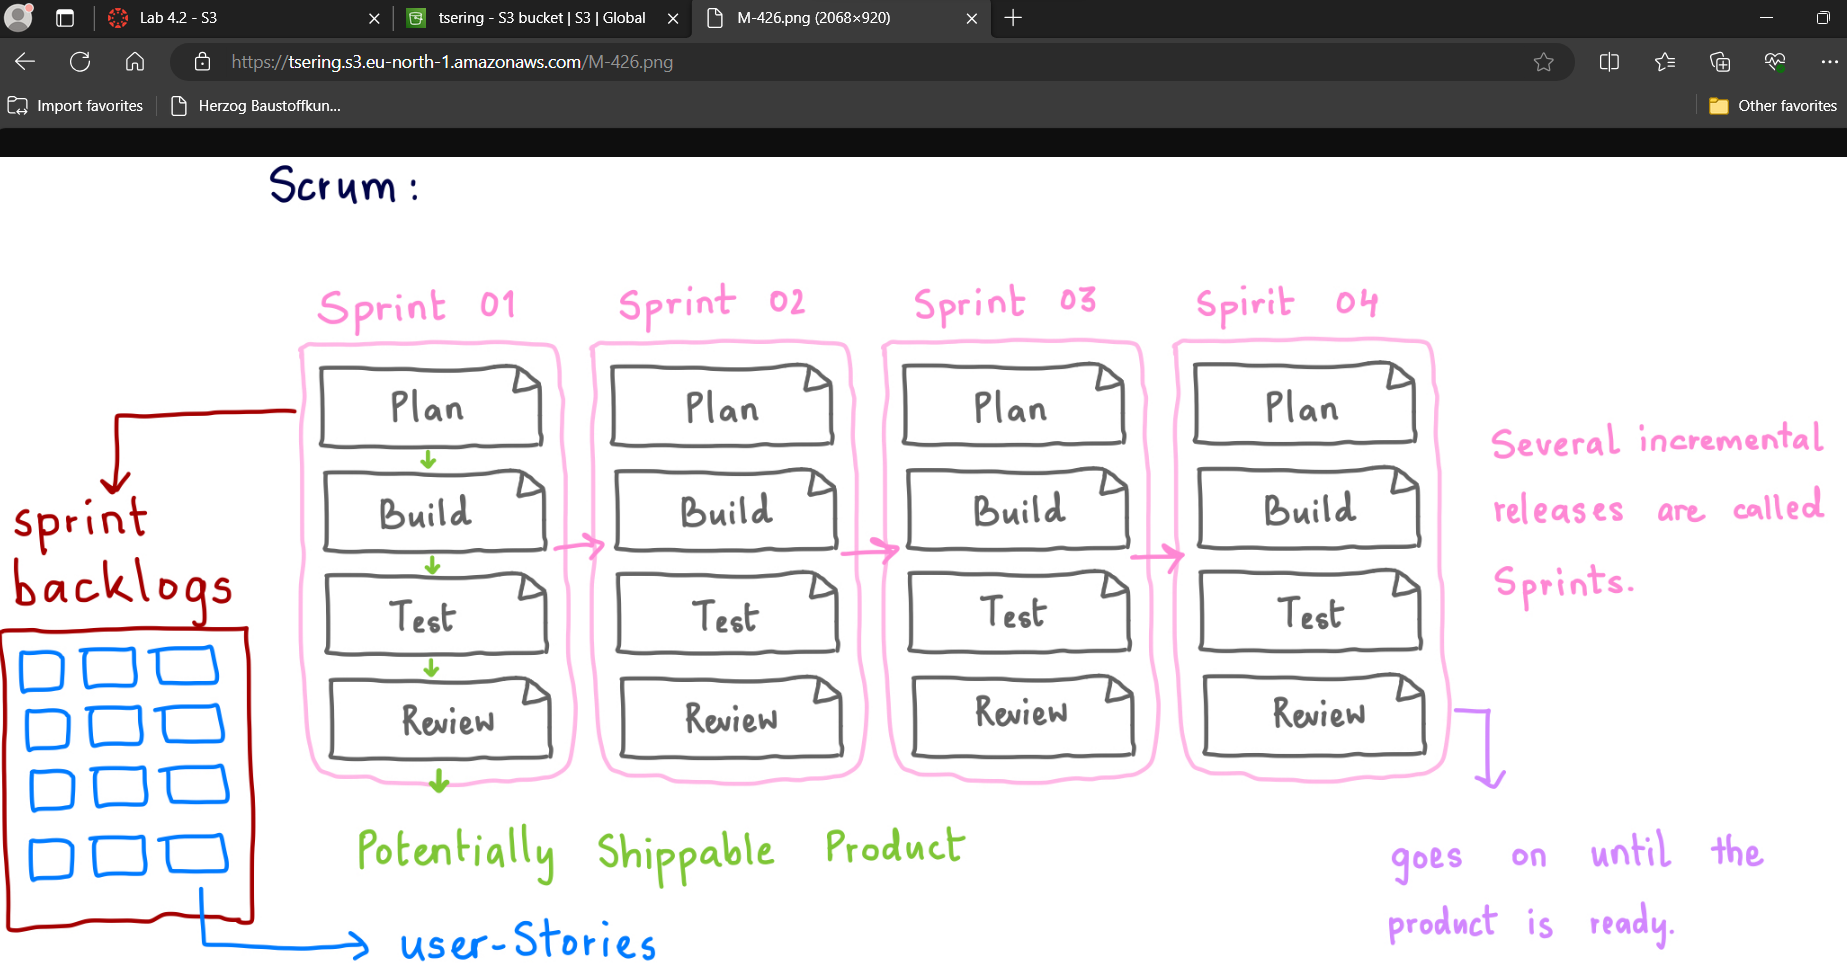 Lab 4.2 - S3
tsering - S3 bucket | S3 | Global
M-426.png (2068×920)
https://tsering.s3.eu-north-1.amazonaws.com/M-426.png
Import favorites
Herzog Baustoffkun...
Other favorites
Scrum:
Sprint 01
Sprint 02
Sprint 03
Spirit 04
Plan
Build
Test
Review
Plan
Build
Test
Review
Plan
Build
Test
Review
Plan
Build
Test
Review
sprint
backlogs
Several incremental
releases are called
Sprints.
Potentially Shippable Product
user-Stories
goes on until the
product is ready.